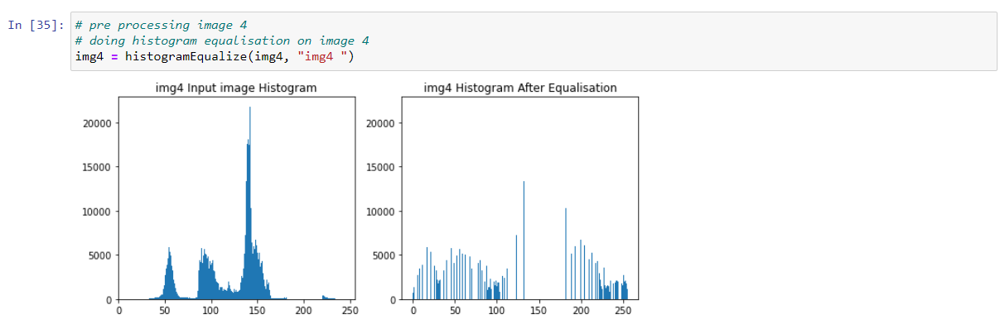 In [35]: # pre processing image 4
# doing histogram equalisation on image 4
img4 = histogramEqualize(img4, "img4 ")
img4 Input image Histogram
20000
15000
10000
5000
0
0 50 100 150 200 250
img4 Histogram After Equalisation
20000
15000
10000
5000
0
0 50 100 150 200 250